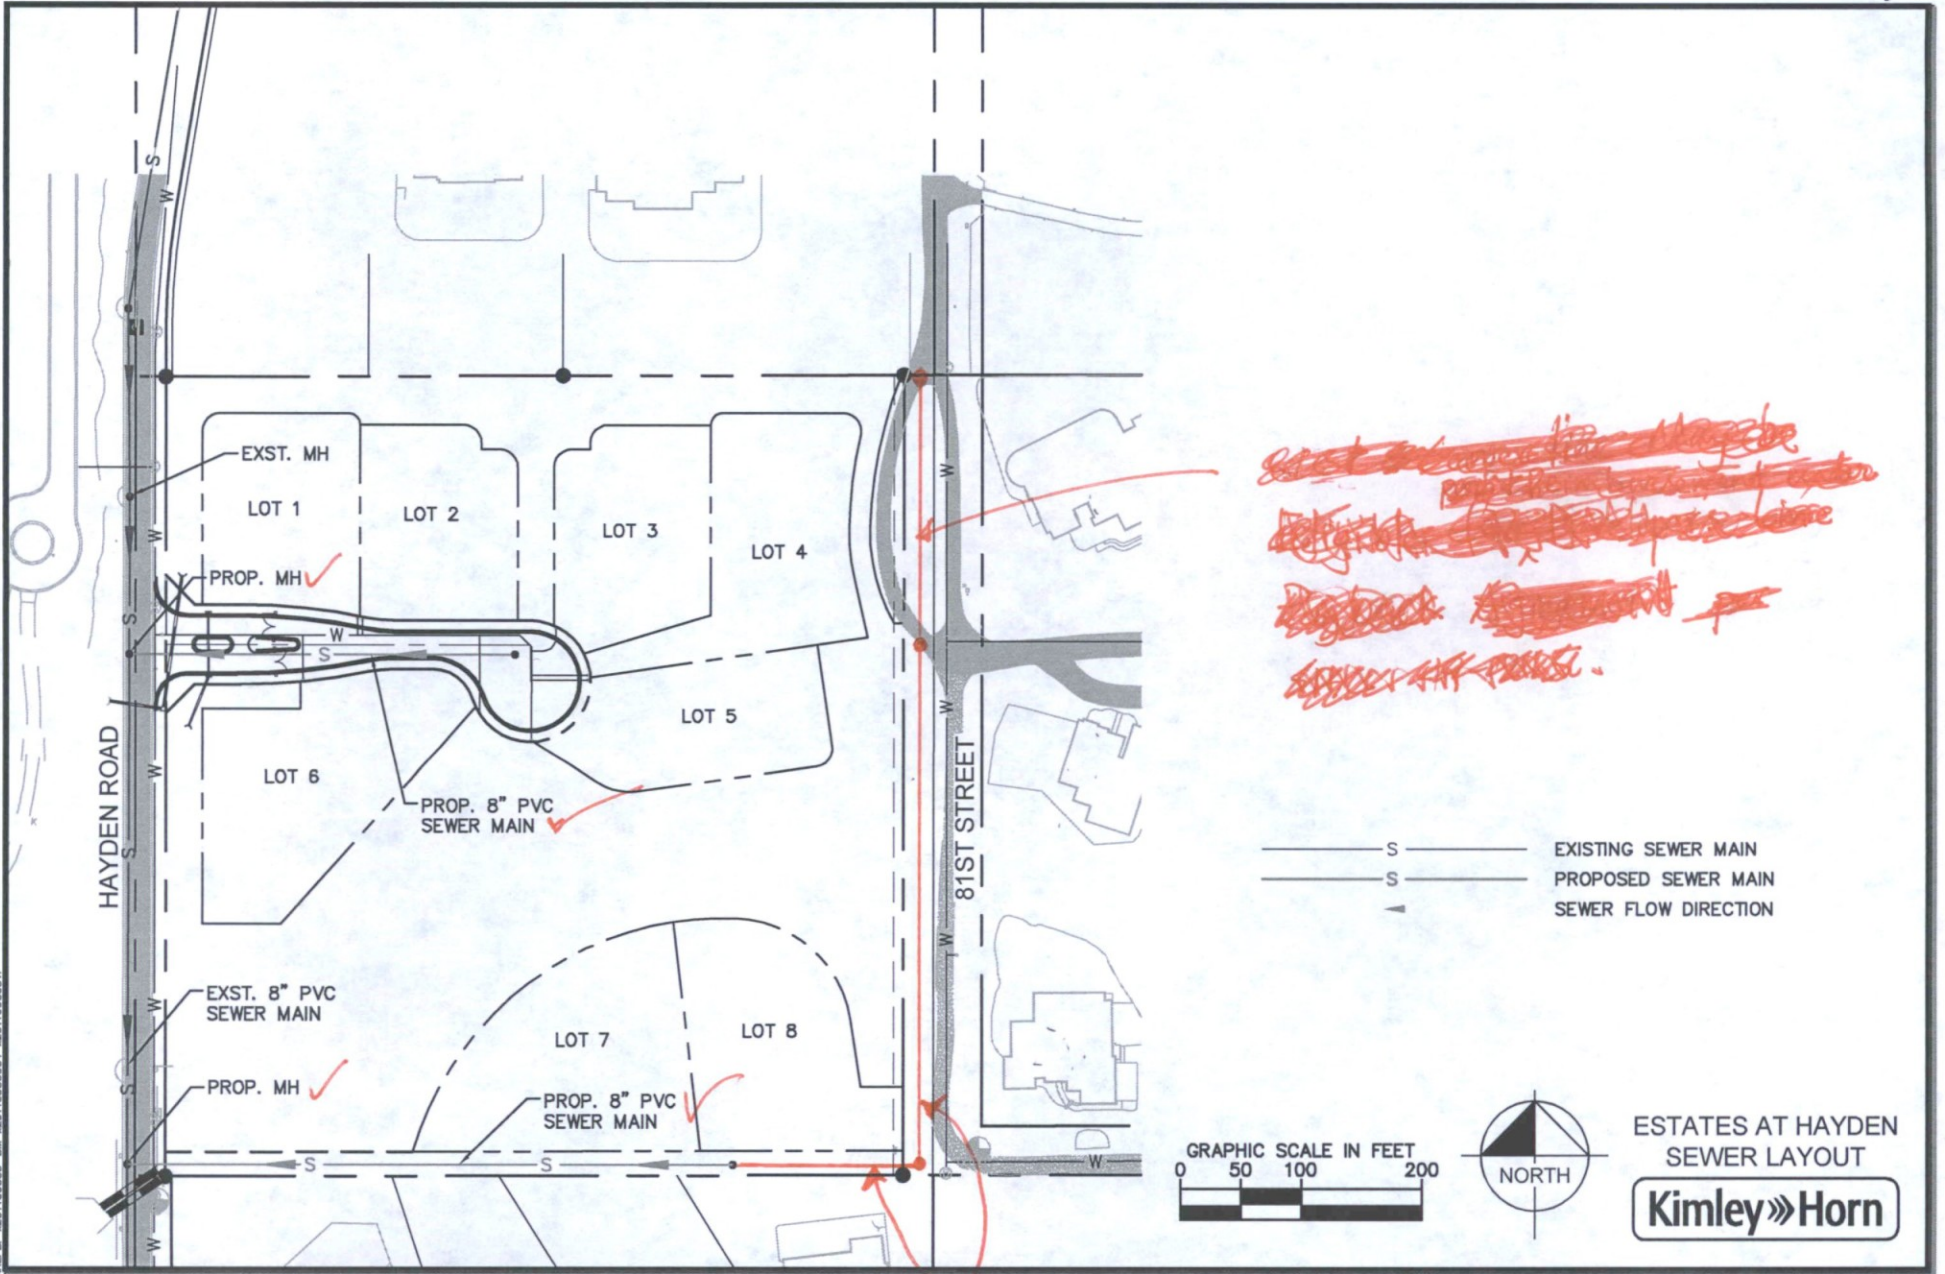 S
W
EXST. MH
LOT 1
LOT 2
LOT 3
LOT 4
W
W
PROP. MH
S
W
S
LOT 5
W
HAYDEN ROAD
W
LOT 6
PROP. 8" PVC
SEWER MAIN
81ST STREET
S
S EXISTING SEWER MAIN
S PROPOSED SEWER MAIN
SEWER FLOW DIRECTION
W
EXST. 8" PVC
SEWER MAIN
W
LOT 7
LOT 8
S
PROP. MH
PROP. 8" PVC
SEWER MAIN
S
S
W
W
GRAPHIC SCALE IN FEET
0 50 100 200
NORTH
ESTATES AT HAYDEN
SEWER LAYOUT
Kimley»Horn